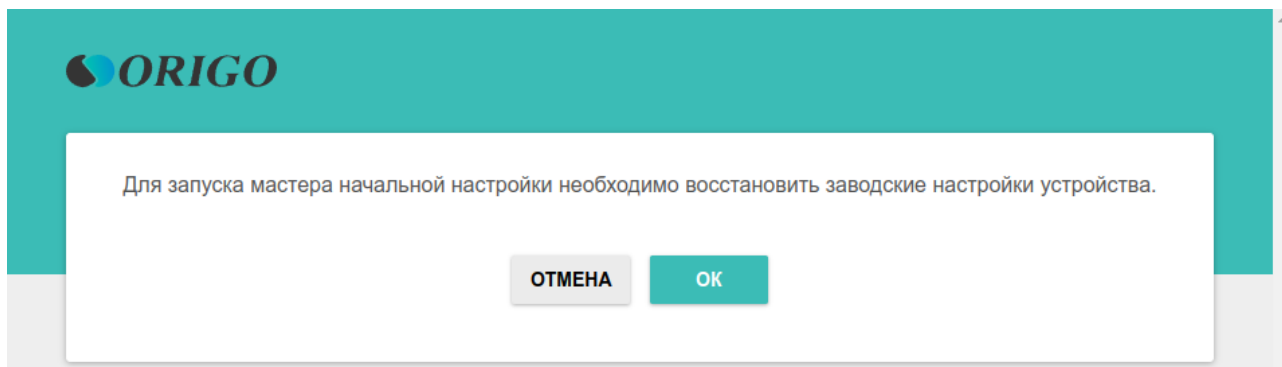 ORIGO
Для запуска мастера начальной настройки необходимо восстановить заводские настройки устройства.
ОТМЕНА
ОК